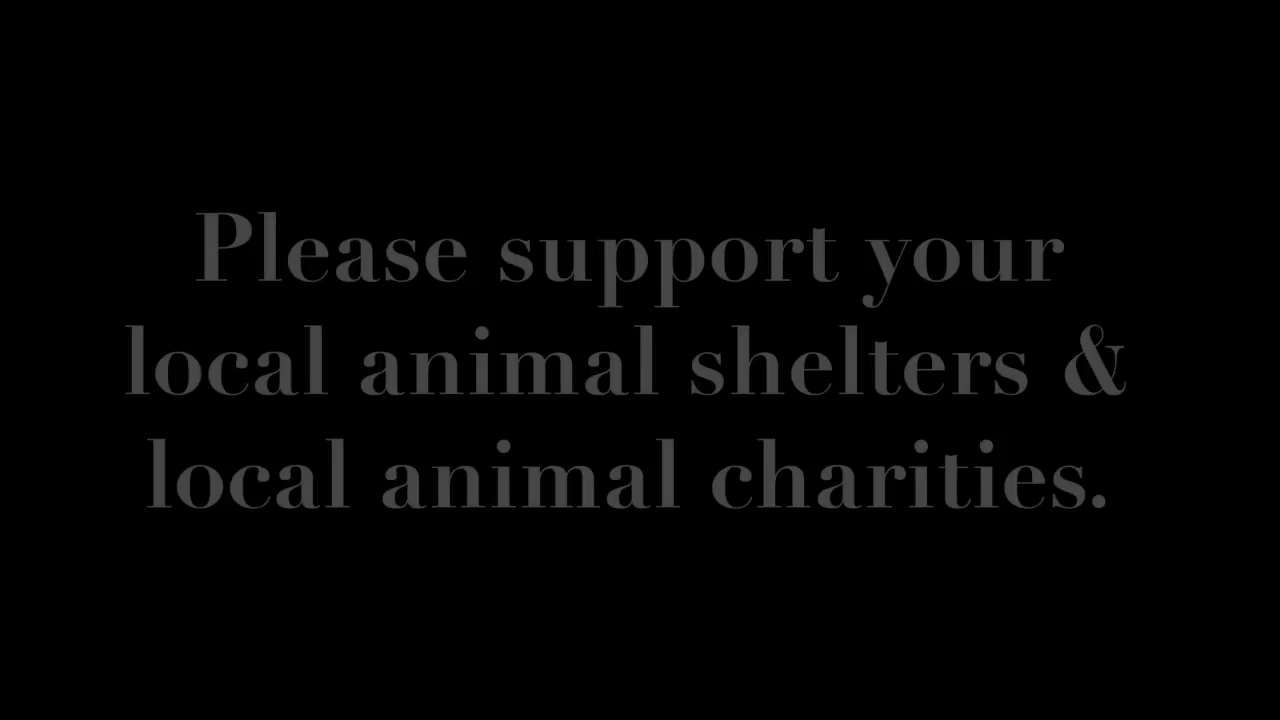 Please support your
local animal shelters &
local animal charities.